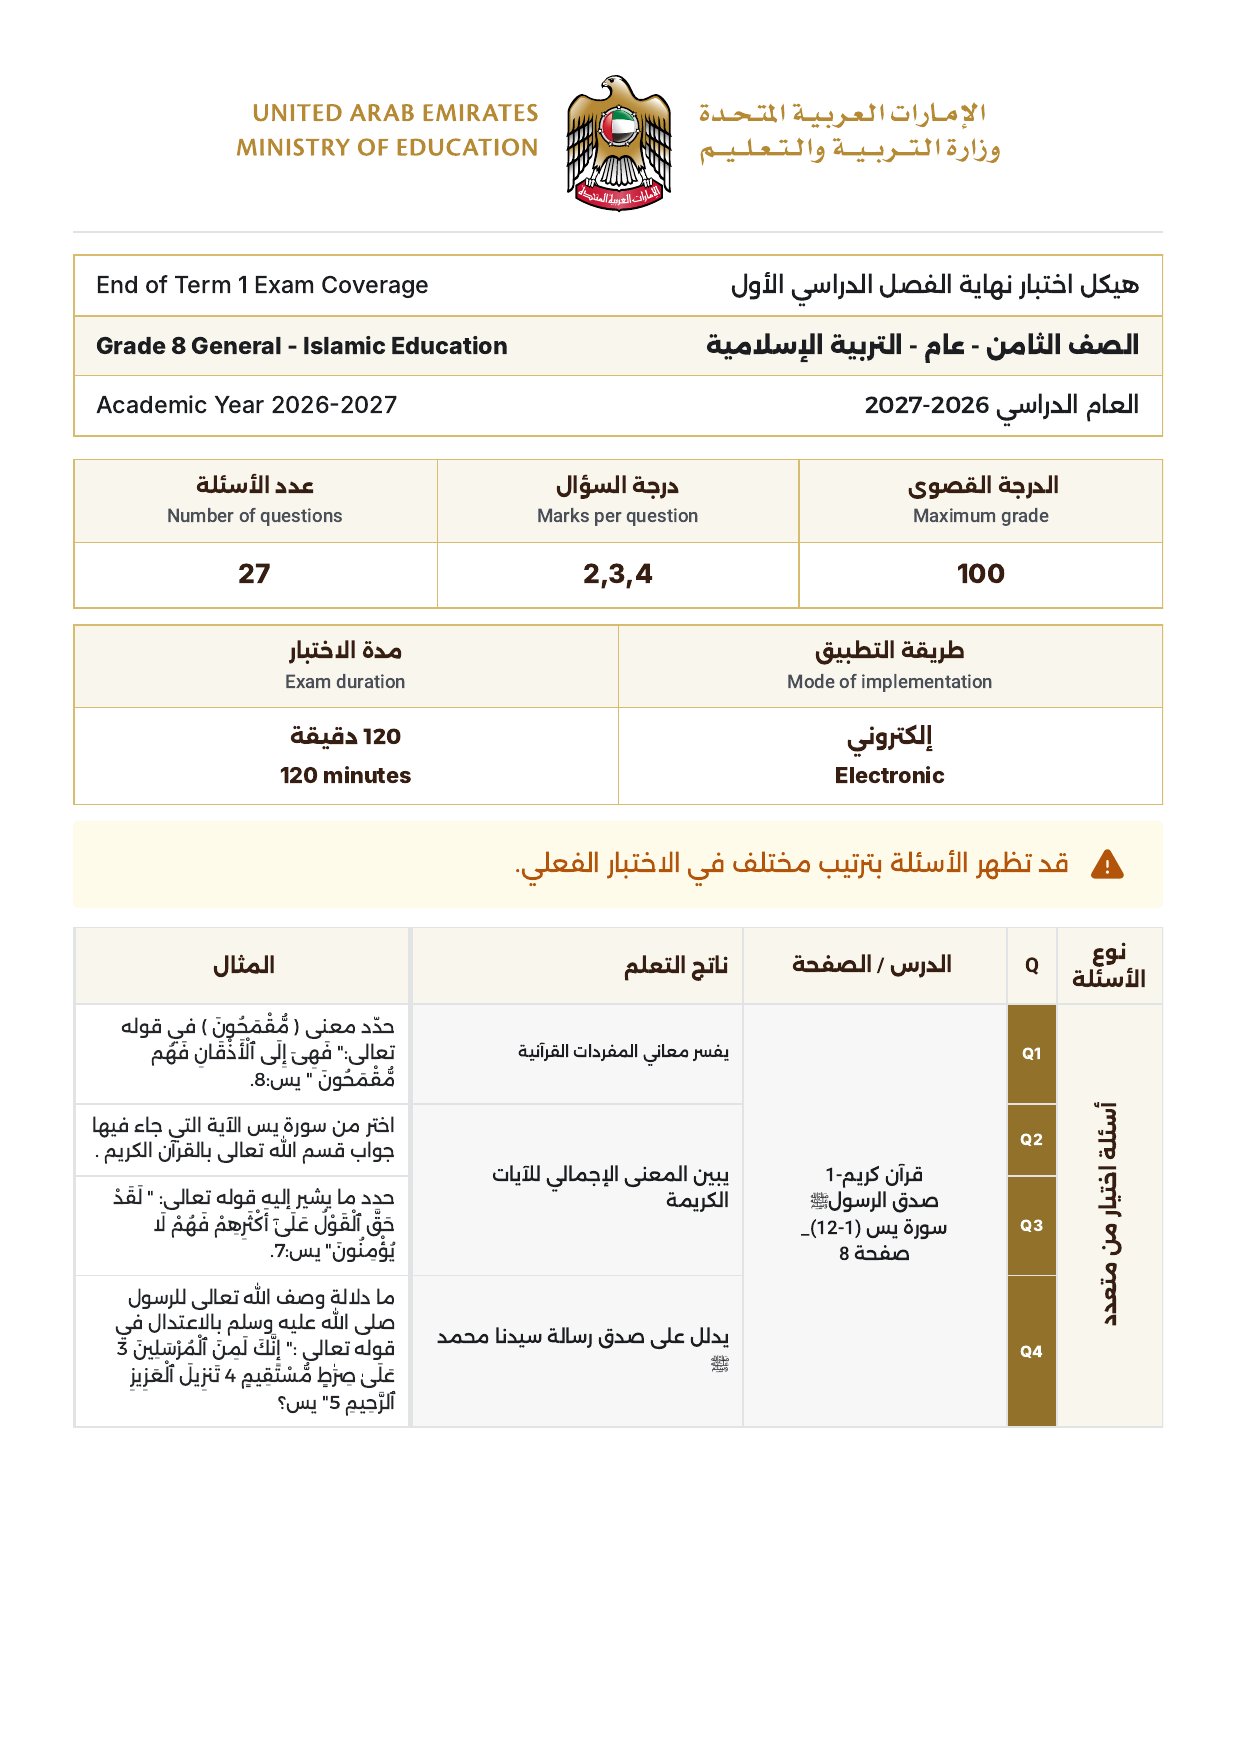 UNITED ARAB EMIRATES
MINISTRY OF EDUCATION
الإمارات العربية المتحدة
وزارة التربية والتعليم
الإمارات العربية المتحدة
هيكل اختبار نهاية الفصل الدراسي الأول
End of Term 1 Exam Coverage
الصف الثامن - عام - التربية الإسلامية
Grade 8 General - Islamic Education
العام الدراسي 2026-2027
Academic Year 2026-2027
الدرجة القصوى
Maximum grade
100
درجة السؤال
Marks per question
2,3,4
عدد الأسئلة
Number of questions
27
طريقة التطبيق
Mode of implementation
إلكتروني
Electronic
مدة الاختبار
Exam duration
120 دقيقة
120 minutes
قد تظهر الأسئلة بترتيب مختلف في الاختبار الفعلي.
نوع
الأسئلة
Q
الدرس / الصفحة
ناتج التعلم
المثال
أسئلة اختيار من متعدد
قرآن كريم-1
صدق الرسولﷺ
سورة يس (1-12)_
صفحة 8
Q1
يفسر معاني المفردات القرآنية
حدّد معنى ( مُّقْمَحُونَ ) في قوله
تعالى:" فَهِىَ إِلَى ٱلْأَذْقَانِ فَهُم
مُّقْمَحُونَ " يس:8.
Q2
يبين المعنى الإجمالي للآيات
الكريمة
اختر من سورة يس الآية التي جاء فيها
جواب قسم الله تعالى بالقرآن الكريم .
Q3
حدد ما يشير إليه قوله تعالى: " لَقَدْ
حَقَّ ٱلْقَوْلُ عَلَىٰٓ أَكْثَرِهِمْ فَهُمْ لَا
يُؤْمِنُونَ" يس:7.
Q4
يدلل على صدق رسالة سيدنا محمد
ﷺ
ما دلالة وصف الله تعالى للرسول
صلى الله عليه وسلم بالاعتدال في
قوله تعالى :" إِنَّكَ لَمِنَ ٱلْمُرْسَلِينَ 3
عَلَىٰ صِرَٰطٍ مُّسْتَقِيمٍ 4 تَنزِيلَ ٱلْعَزِيزِ
ٱلرَّحِيمِ 5" يس؟